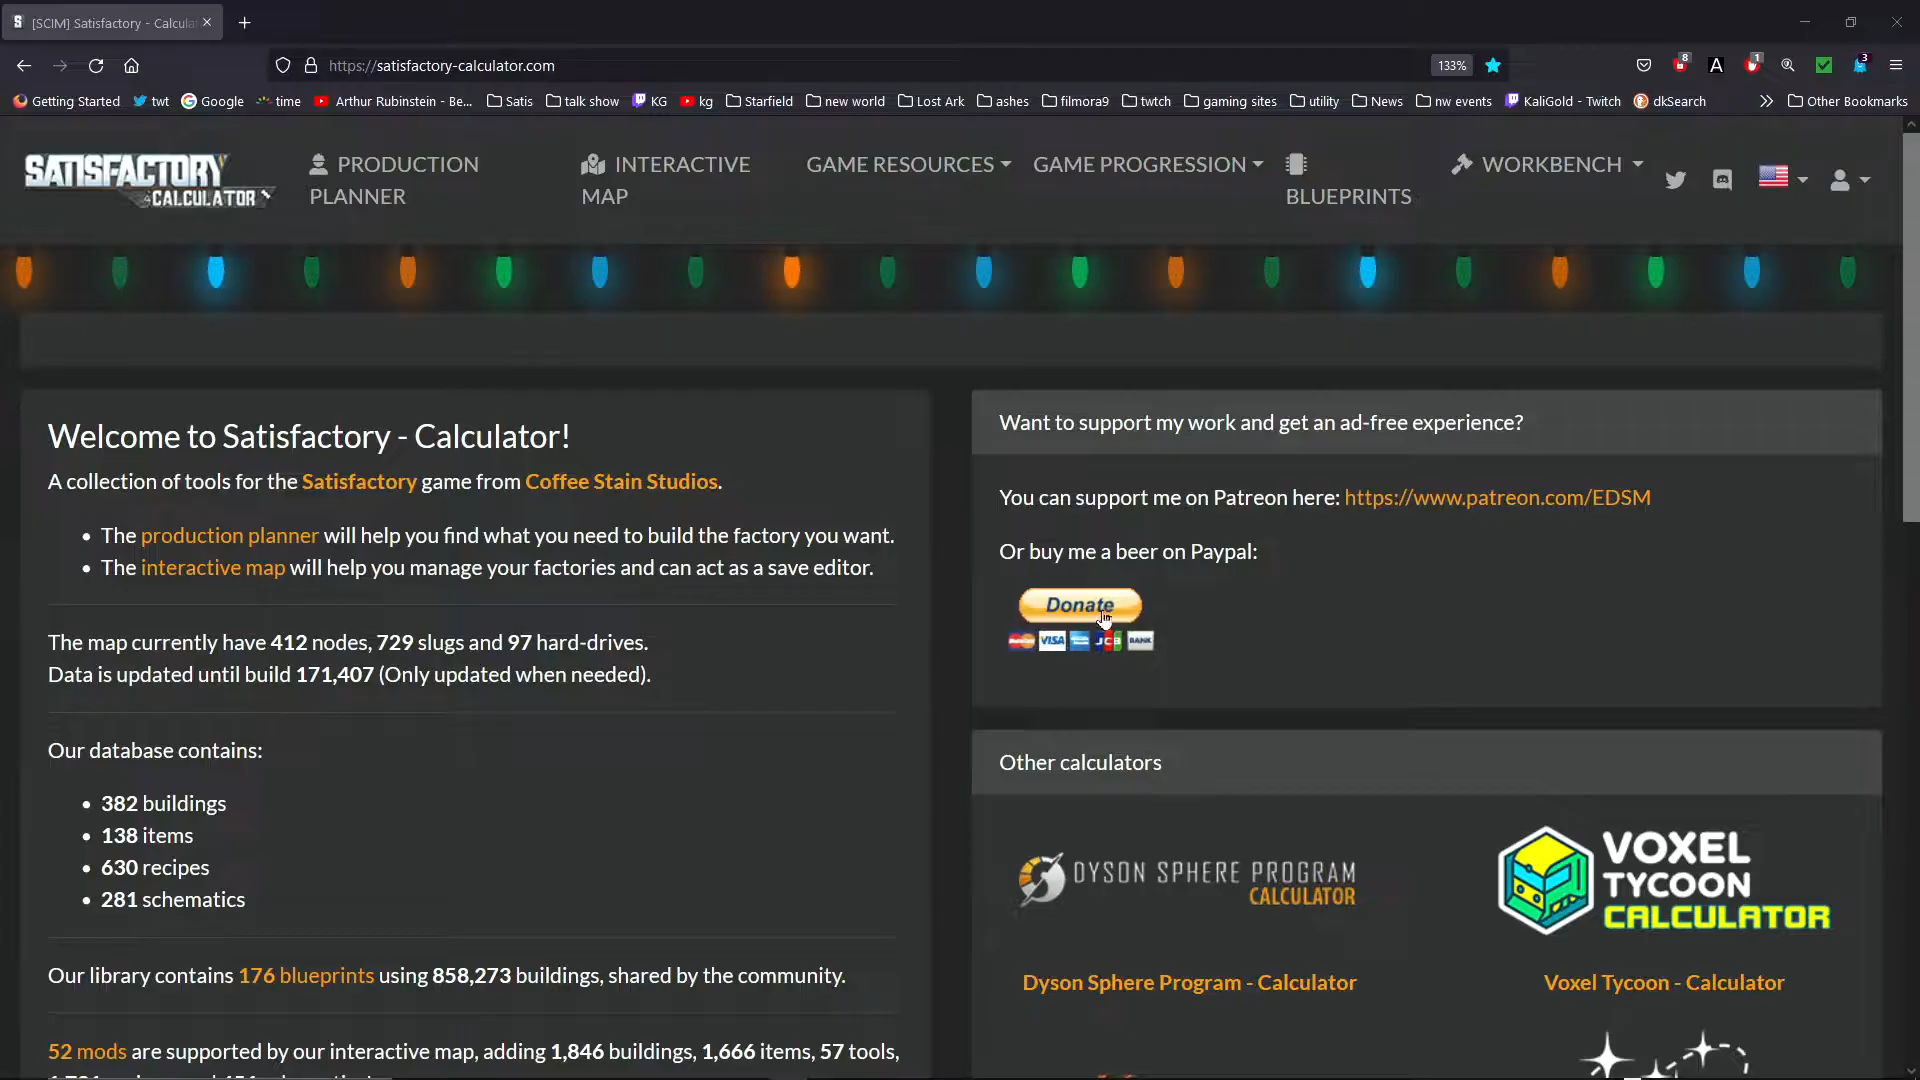 [SCIM] Satisfactory - Calcula
https://satisfactory-calculator.com
133%
8
A
1
3
Getting Started
twt
Google
time
Arthur Rubinstein - Be...
Satis
talk show
KG
kg
Starfield
new world
Lost Ark
ashes
filmora9
twtch
gaming sites
utility
News
nw events
KaliGold - Twitch
dkSearch
Other Bookmarks
SATISFACTORY
CALCULATOR
PRODUCTION
PLANNER
INTERACTIVE
MAP
GAME RESOURCES
GAME PROGRESSION
BLUEPRINTS
WORKBENCH
Welcome to Satisfactory - Calculator!
A collection of tools for the Satisfactory game from Coffee Stain Studios.
• The production planner will help you find what you need to build the factory you want.
• The interactive map will help you manage your factories and can act as a save editor.
The map currently have 412 nodes, 729 slugs and 97 hard-drives.
Data is updated until build 171,407 (Only updated when needed).
Our database contains:
• 382 buildings
• 138 items
• 630 recipes
• 281 schematics
Our library contains 176 blueprints using 858,273 buildings, shared by the community.
52 mods are supported by our interactive map, adding 1,846 buildings, 1,666 items, 57 tools,
Want to support my work and get an ad-free experience?
You can support me on Patreon here: https://www.patreon.com/EDSM
Or buy me a beer on Paypal:
Donate
VISA
JCB
BANK
Other calculators
DYSON SPHERE PROGRAM
CALCULATOR
Dyson Sphere Program - Calculator
VOXEL
TYCOON
CALCULATOR
Voxel Tycoon - Calculator